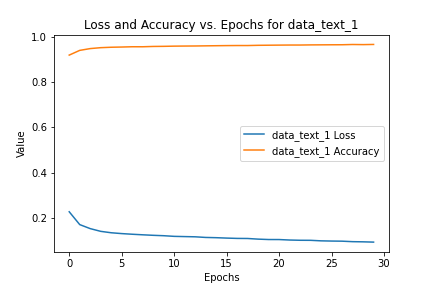 Loss and Accuracy vs. Epochs for data_text_1
1.0
0.8
0.6
0.4
0.2
Value
data_text_1 Loss
data_text_1 Accuracy
0 5 10 15 20 25 30
Epochs